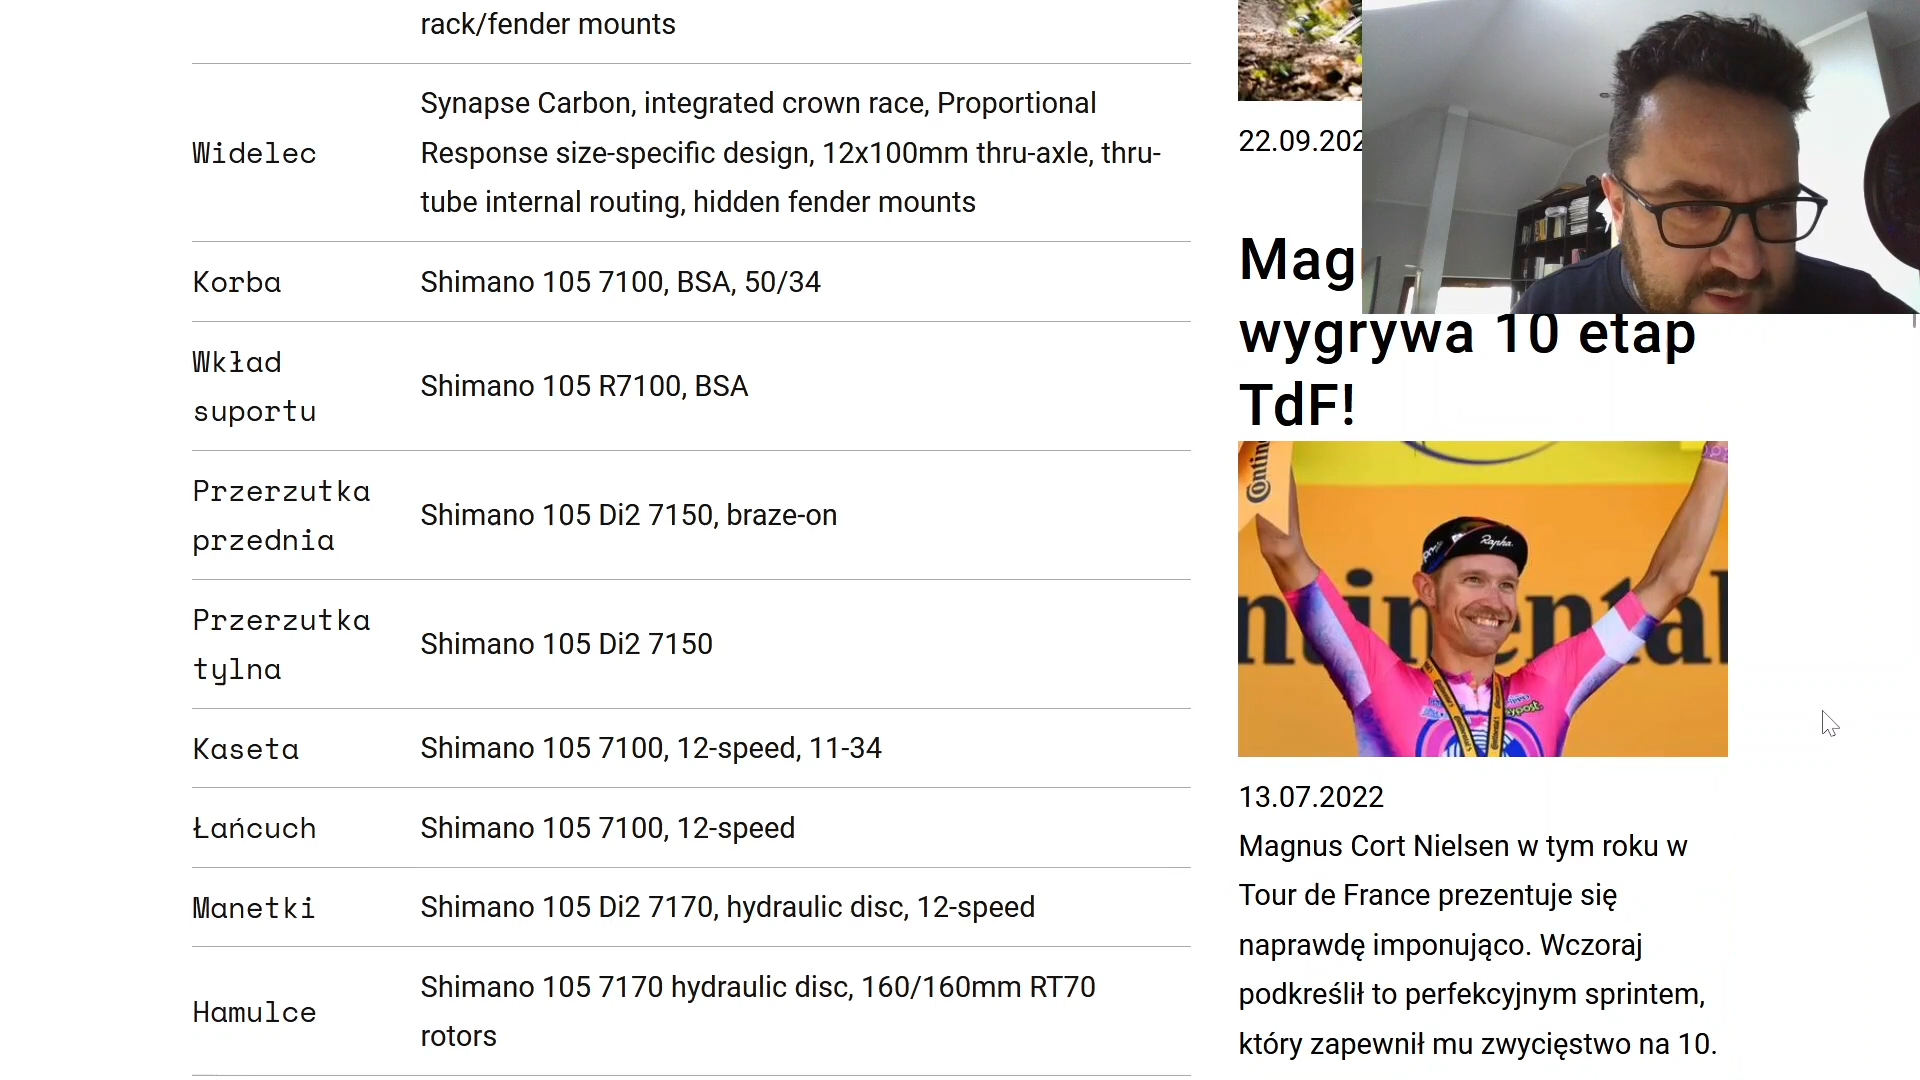 rack/fender mounts
Widelec
Synapse Carbon, integrated crown race, Proportional
Response size-specific design, 12x100mm thru-axle, thru-
tube internal routing, hidden fender mounts
Korba
Shimano 105 7100, BSA, 50/34
Wkład
suportu
Shimano 105 R7100, BSA
Przerzutka
przednia
Shimano 105 Di2 7150, braze-on
Przerzutka
tylna
Shimano 105 Di2 7150
Kaseta
Shimano 105 7100, 12-speed, 11-34
Łańcuch
Shimano 105 7100, 12-speed
Manetki
Shimano 105 Di2 7170, hydraulic disc, 12-speed
Hamulce
Shimano 105 7170 hydraulic disc, 160/160mm RT70
rotors
22.09.202
Mag
wygrywa 10 etap
TdF!
Contin
Rapha.
ntinental
13.07.2022
Magnus Cort Nielsen w tym roku w
Tour de France prezentuje się
naprawdę imponująco. Wczoraj
podkreślił to perfekcyjnym sprintem,
który zapewnił mu zwycięstwo na 10.